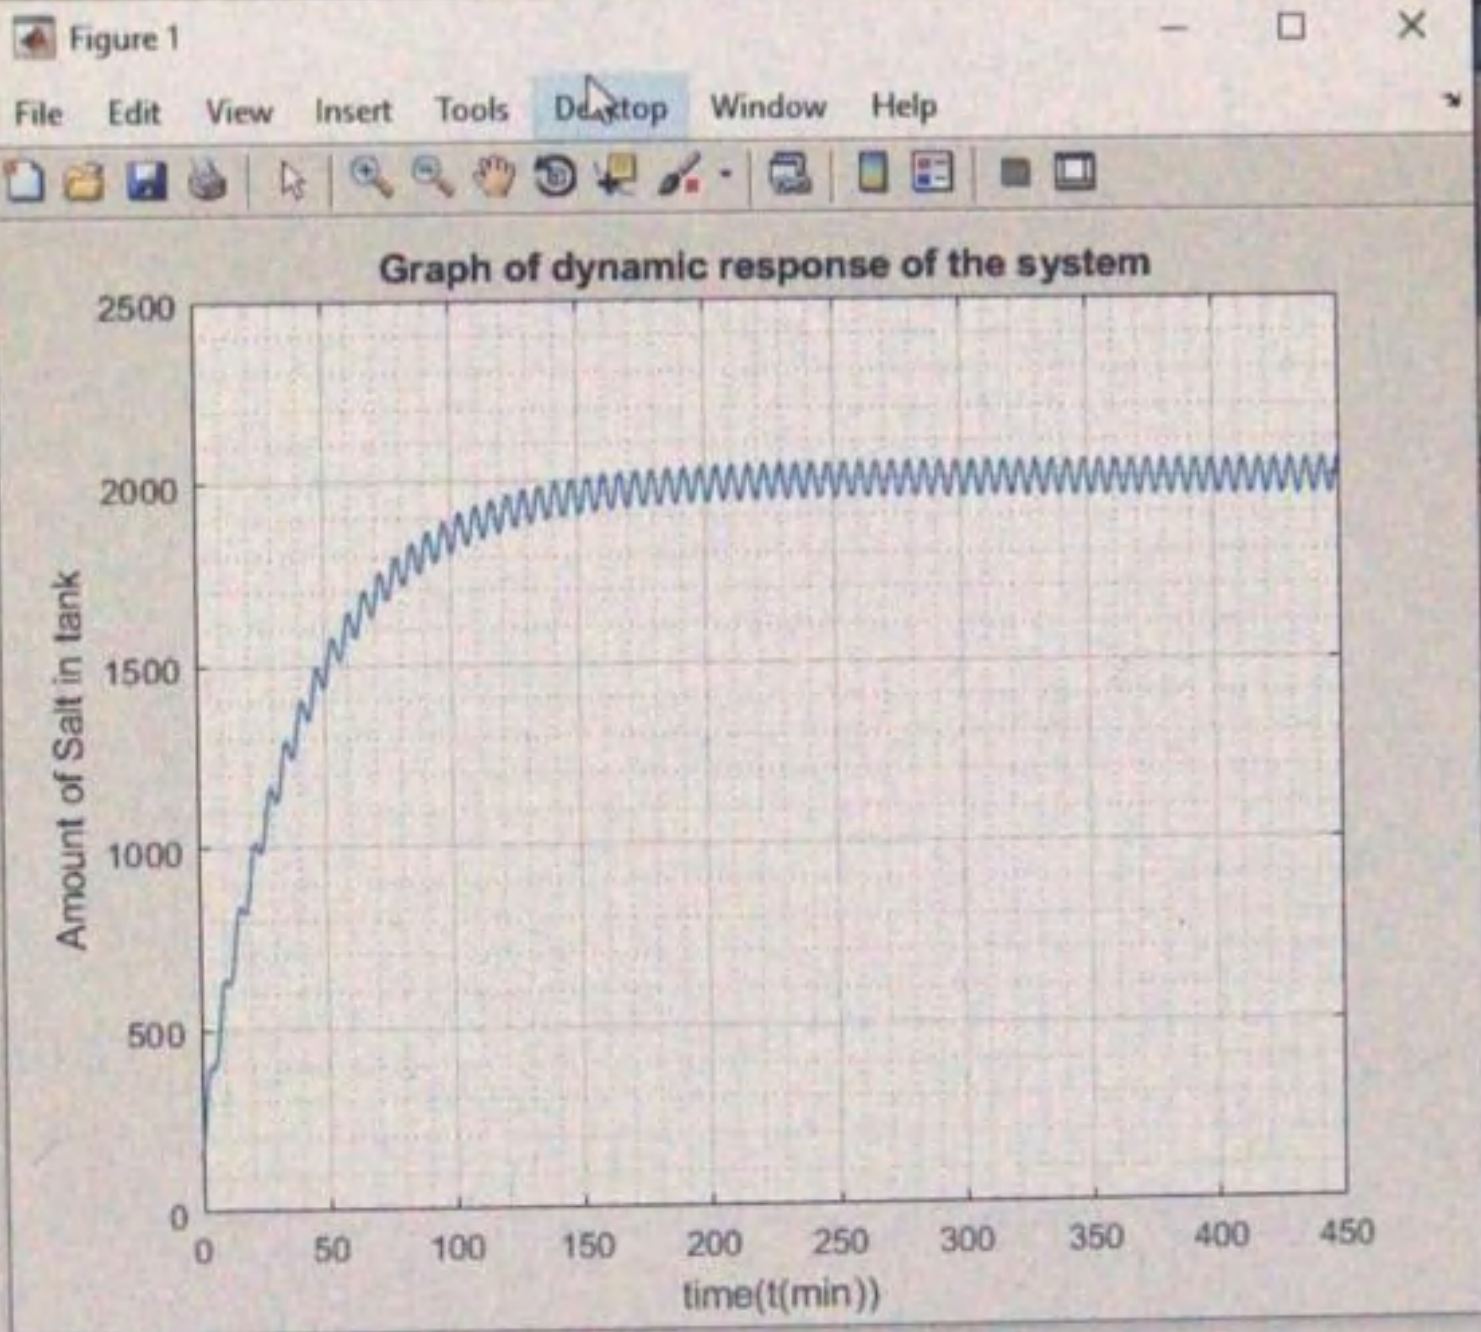 Figure 1
File Edit View Insert Tools Desktop Window Help
Graph of dynamic response of the system
2500
2000
1500
1000
500
0
Amount of Salt in tank
0 50 100 150 200 250 300 350 400 450
time(t(min))